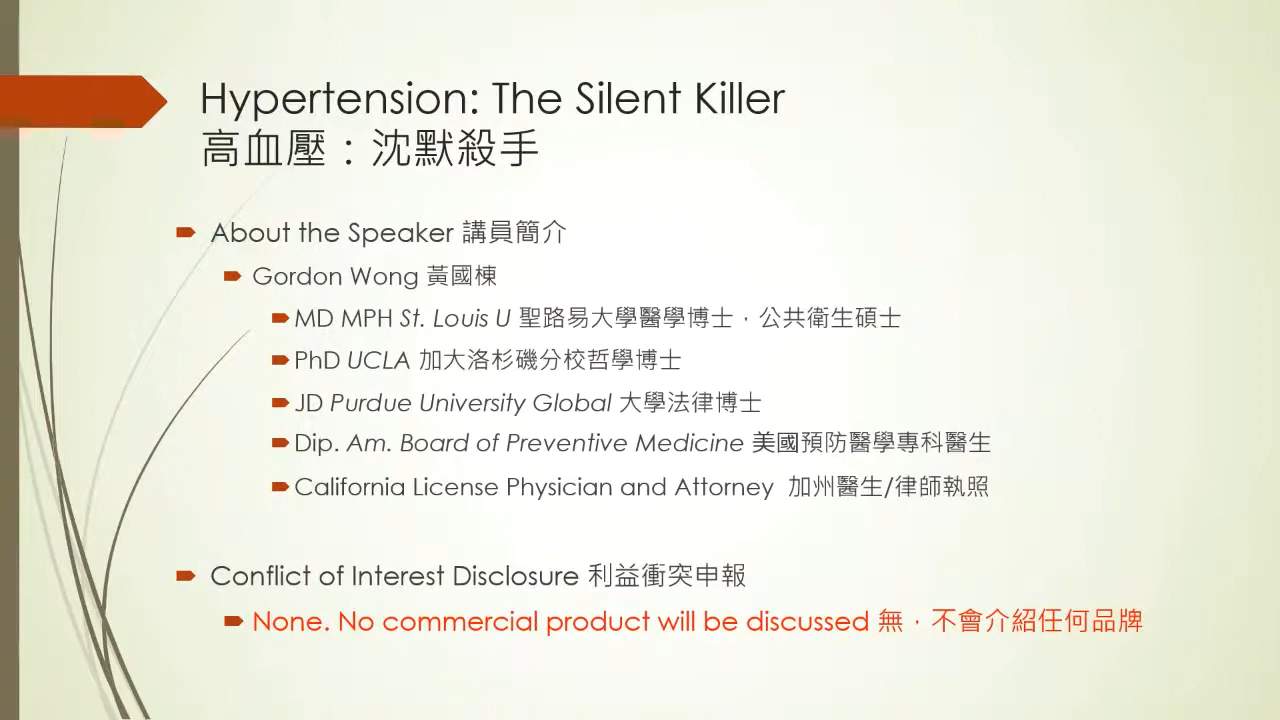 Hypertension: The Silent Killer
高血壓：沈默殺手
About the Speaker 講員簡介
Gordon Wong 黃國棟
MD MPH St. Louis U 聖路易大學醫學博士，公共衛生碩士
PhD UCLA 加大洛杉磯分校哲學博士
JD Purdue University Global 大學法律博士
Dip. Am. Board of Preventive Medicine 美國預防醫學專科醫生
California License Physician and Attorney 加州醫生/律師執照
Conflict of Interest Disclosure 利益衝突申報
None. No commercial product will be discussed 無，不會介紹任何品牌